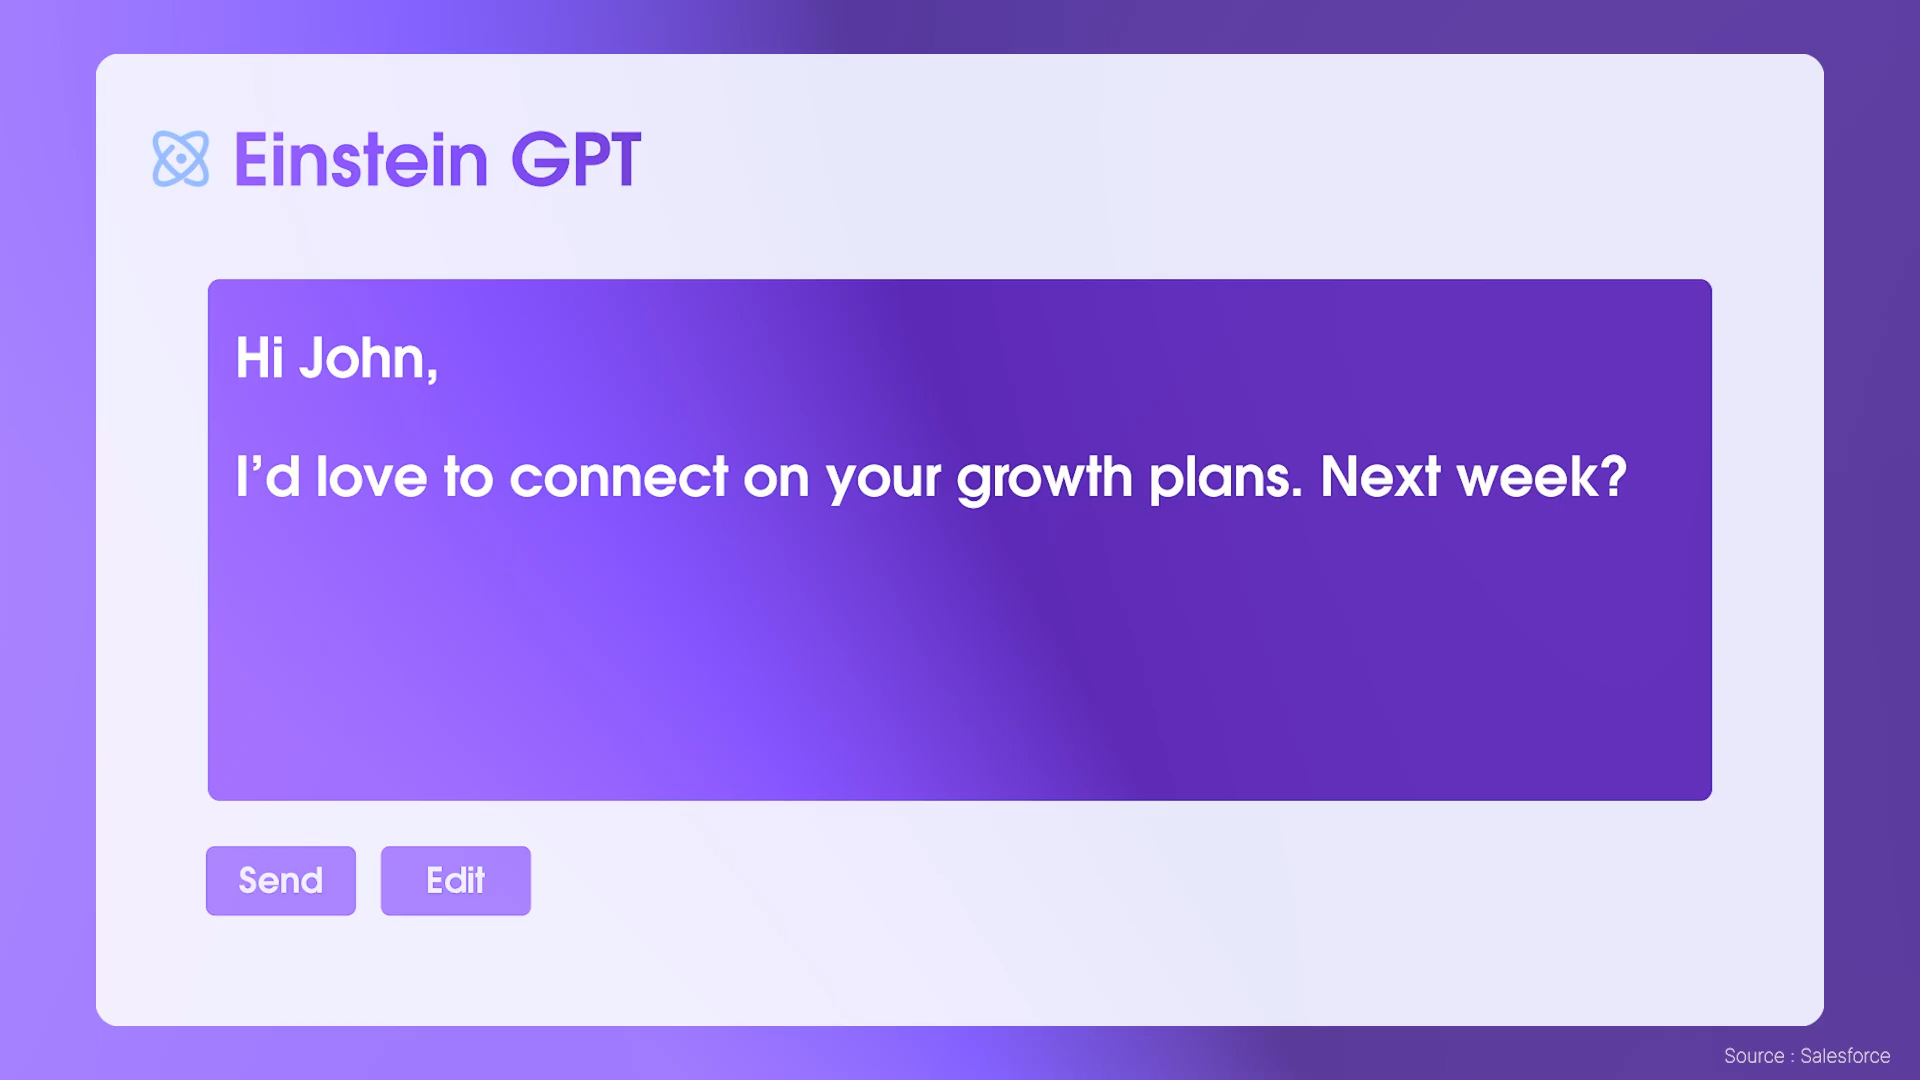 Einstein GPT
Hi John,
I’d love to connect on your growth plans. Next week?
Send
Edit
Source : Salesforce